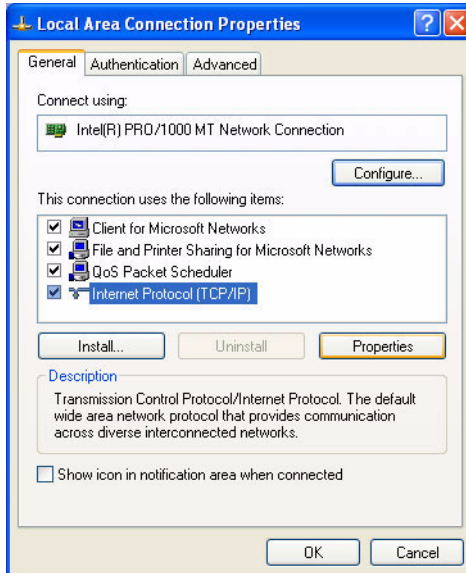 Local Area Connection Properties
General Authentication Advanced
Connect using:
Intel(R) PRO/1000 MT Network Connection
Configure...
This connection uses the following items:
Client for Microsoft Networks
File and Printer Sharing for Microsoft Networks
QoS Packet Scheduler
Internet Protocol (TCP/IP)
Install... Uninstall Properties
Description
Transmission Control Protocol/Internet Protocol. The default
wide area network protocol that provides communication
across diverse interconnected networks.
Show icon in notification area when connected
OK Cancel